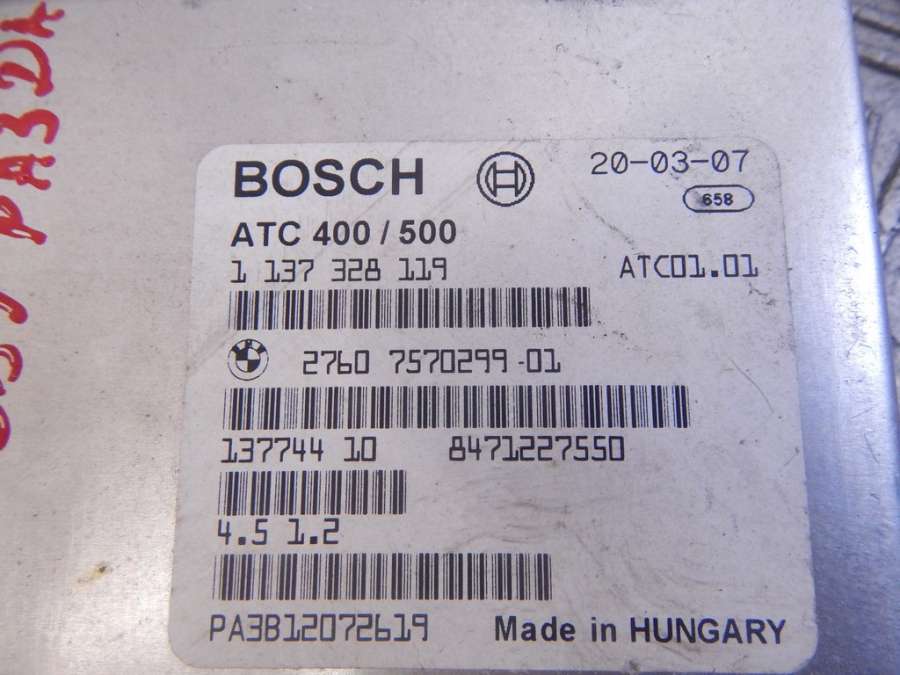 BOSCH 20-03-07
658
ATC 400 / 500
1 137 328 119 ATC01.01
2760 7570299-01
137744 10 8471227550
4.5 1.2
PA3B12072619 Made in HUNGARY